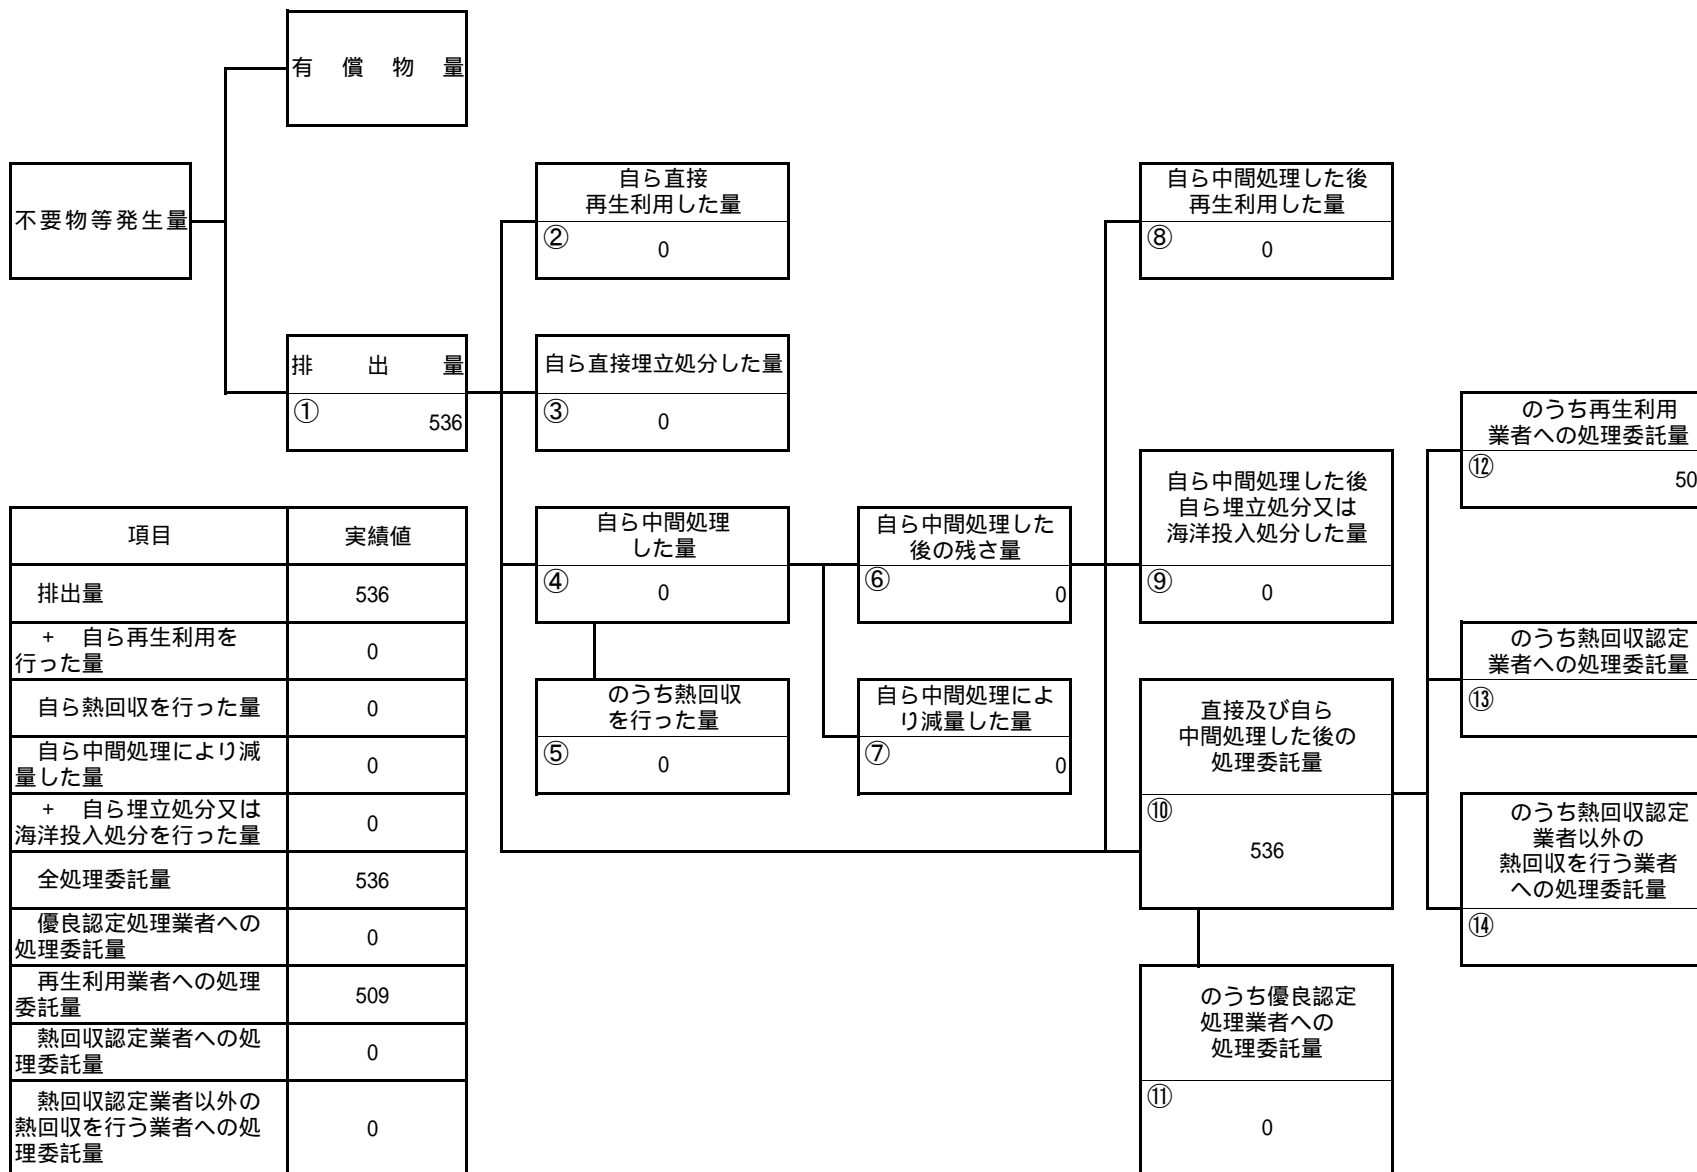 有償物量
不要物等発生量
自ら直接
再生利用した量
② 0
自ら中間処理した後
再生利用した量
⑧ 0
排出量
① 536
自ら直接埋立処分した量
③ 0
のうち再生利用
業者への処理委託量
⑫ 50
自ら中間処理した後
自ら埋立処分又は
海洋投入処分した量
⑨ 0
自ら中間処理
した量
④ 0
自ら中間処理した
後の残さ量
⑥ 0
のうち熱回収
を行った量
⑤ 0
自ら中間処理によ
り減量した量
⑦ 0
のうち熱回収認定
業者への処理委託量
⑬
直接及び自ら
中間処理した後の
処理委託量
⑩
536
のうち熱回収認定
業者以外の
熱回収を行う業者
への処理委託量
⑭
のうち優良認定
処理業者への
処理委託量
⑪
0
項目 実績値
排出量 536
+ 自ら再生利用を
行った量 0
自ら熱回収を行った量 0
自ら中間処理により減
量した量 0
+ 自ら埋立処分又は
海洋投入処分を行った量 0
全処理委託量 536
優良認定処理業者への
処理委託量 0
再生利用業者への処理
委託量 509
熱回収認定業者への処
理委託量 0
熱回収認定業者以外の
熱回収を行う業者への処
理委託量 0